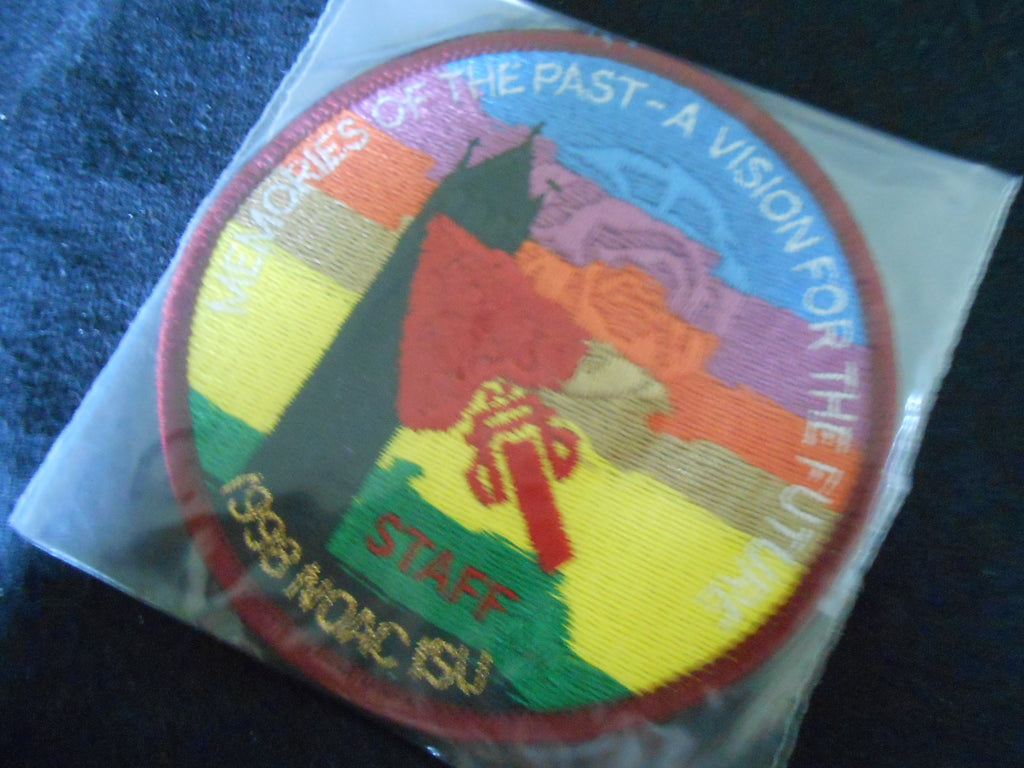 MEMORIES OF THE PAST - A VISION FOR THE FUTURE
STAFF
1998 NOAC ISU